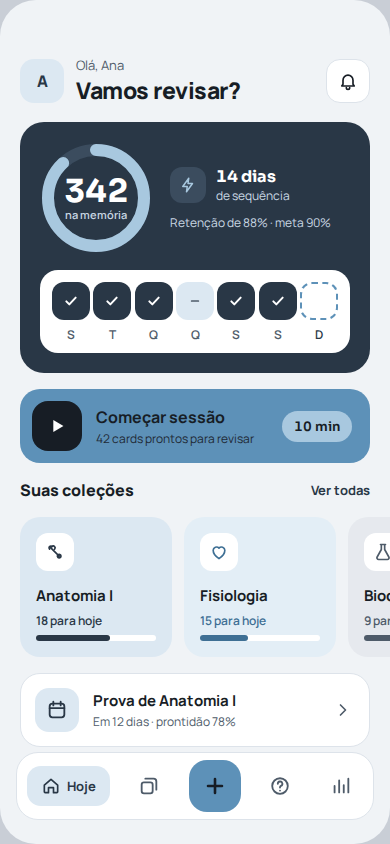 A
Olá, Ana
Vamos revisar?
342
na memória
14 dias
de sequência
Retenção de 88% · meta 90%
S T Q Q S S D
Começar sessão
42 cards prontos para revisar
10 min
Suas coleções
Ver todas
Anatomia I
18 para hoje
Fisiologia
15 para hoje
Bioq
9 par
Prova de Anatomia I
Em 12 dias · prontidão 78%
Hoje